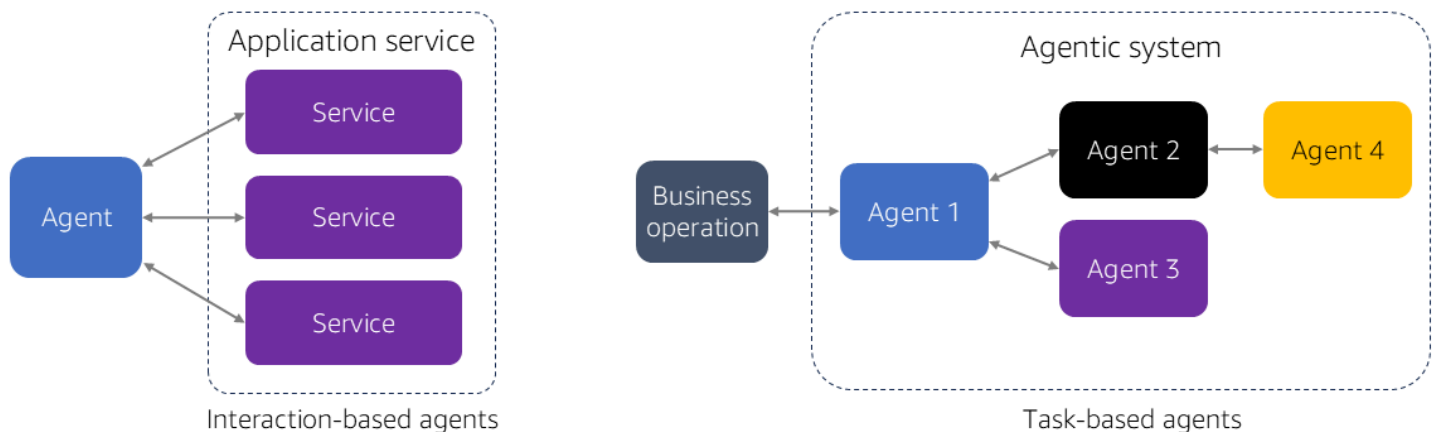 Application service
Service
Agent
Service
Service
Interaction-based agents
Agentic system
Business
operation
Agent 1
Agent 2
Agent 4
Agent 3
Task-based agents